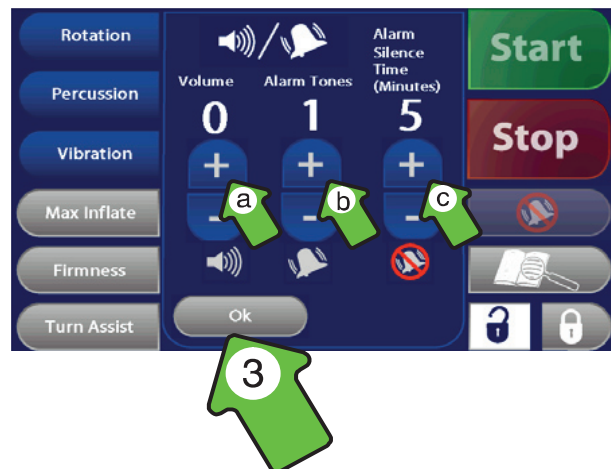 Rotation
Percussion
Vibration
Max Inflate
Firmness
Turn Assist
/
Volume
Alarm Tones
Alarm
Silence
Time
(Minutes)
0
1
5
+
+
+
a
b
c
-
-
-
Ok
3
Start
Stop